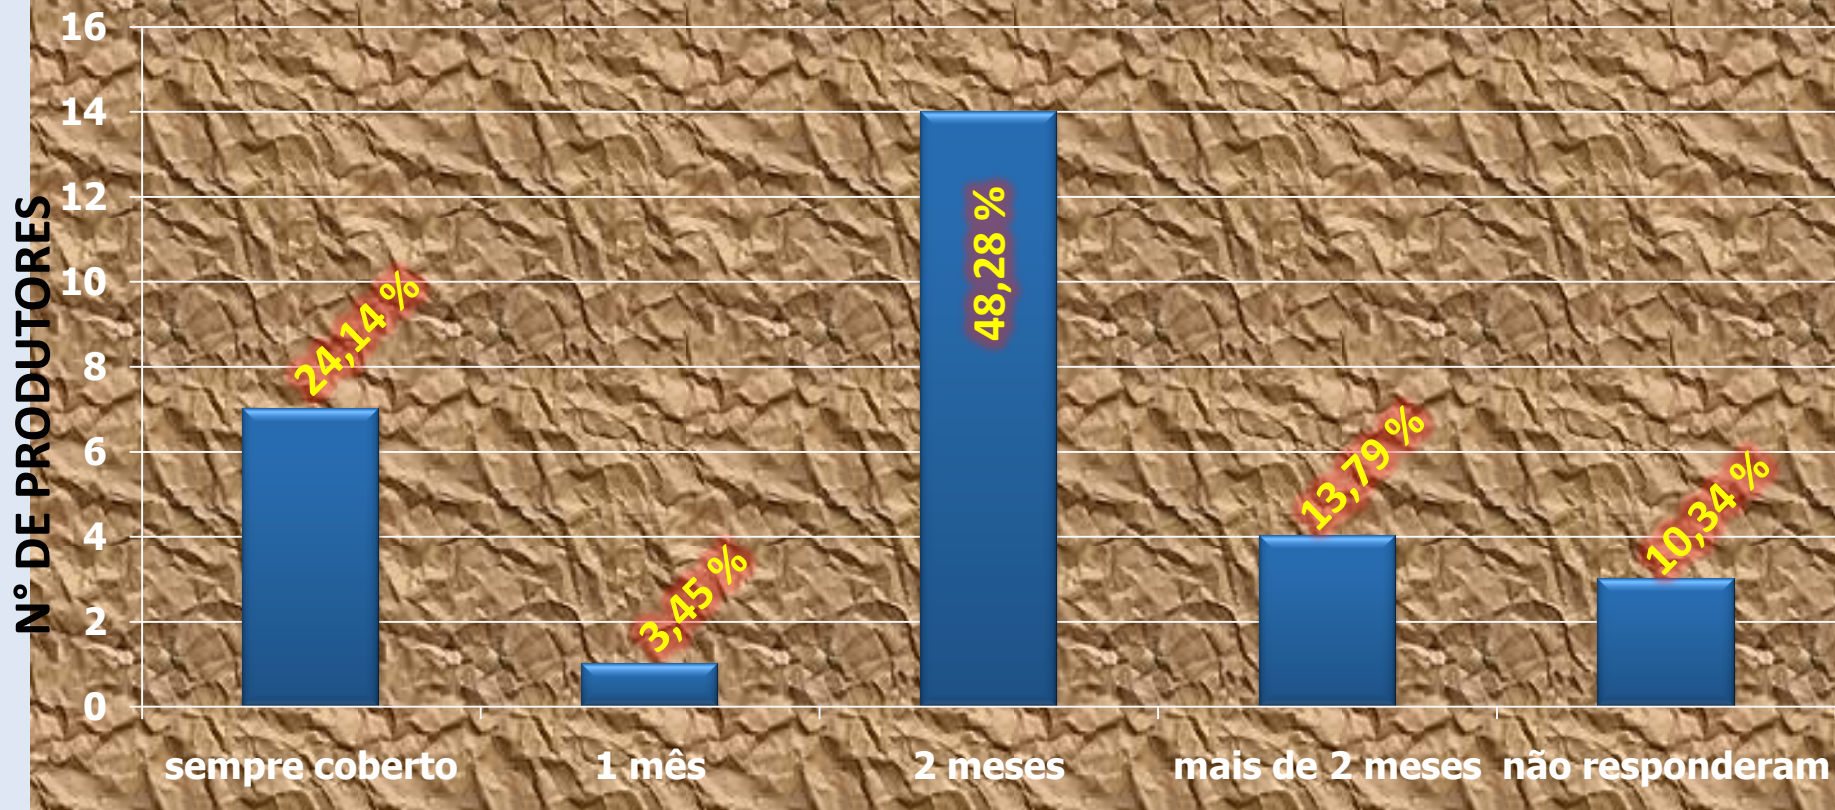 N° DE PRODUTORES
16
14
12
10
8
6
4
2
0
24,14 %
3,45 %
48,28 %
13,79 %
10,34 %
sempre coberto
1 mês
2 meses
mais de 2 meses
não responderam